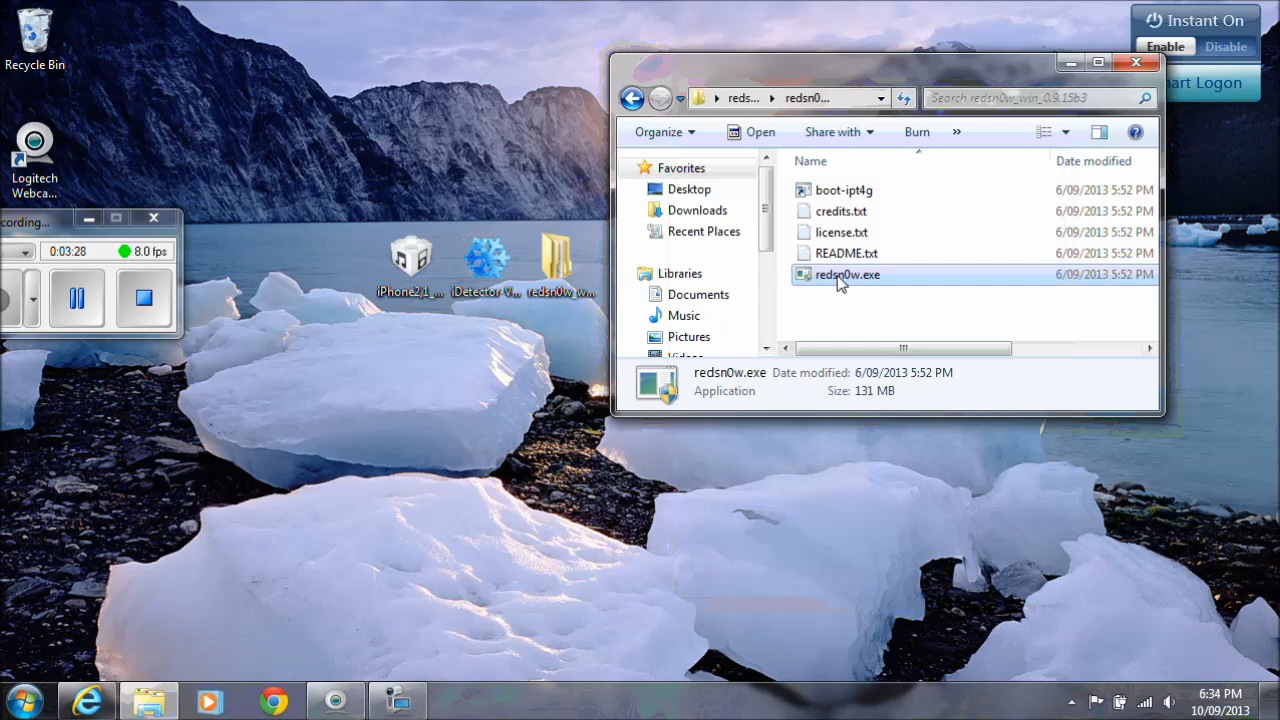 Recycle Bin
Logitech
Webca...
cording...
0:03:28
8.0 fps
iPhone2,1_...
iDetector-V...
redsn0w_w...
Instant On
Enable
Disable
art Logon
reds...
redsn0...
Search redsn0w_win_0.9.15b3
Organize
Open
Share with
Burn
»
Favorites
Desktop
Downloads
Recent Places
Libraries
Documents
Music
Pictures
Videos
Name
Date modified
boot-ipt4g
6/09/2013 5:52 PM
credits.txt
6/09/2013 5:52 PM
license.txt
6/09/2013 5:52 PM
README.txt
6/09/2013 5:52 PM
redsn0w.exe
6/09/2013 5:52 PM
redsn0w.exe Date modified: 6/09/2013 5:52 PM
Application Size: 131 MB
6:34 PM
10/09/2013